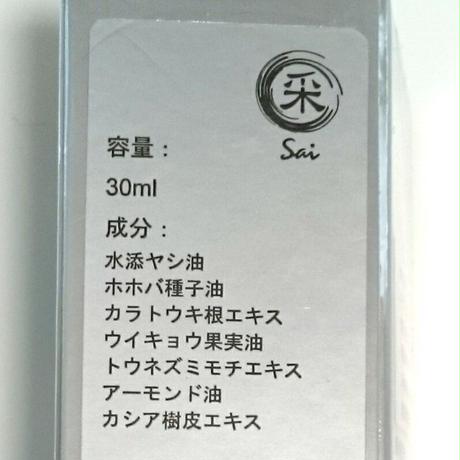 采
Sai
容量：
30ml
成分：
水添ヤシ油
ホホバ種子油
カラトウキ根エキス
ウイキョウ果実油
トウネズミモチエキス
アーモンド油
カシア樹皮エキス